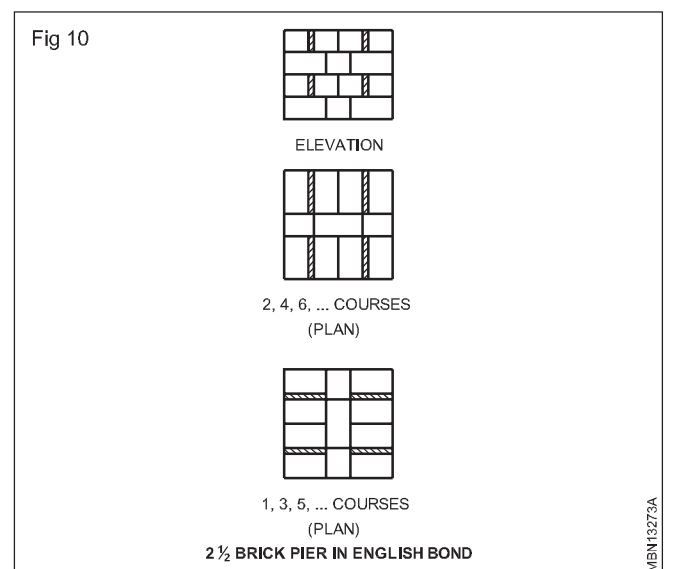 Fig 10
ELEVATION
2, 4, 6, ... COURSES
(PLAN)
1, 3, 5, ... COURSES
(PLAN)
2 ½ BRICK PIER IN ENGLISH BOND
MBN13273A